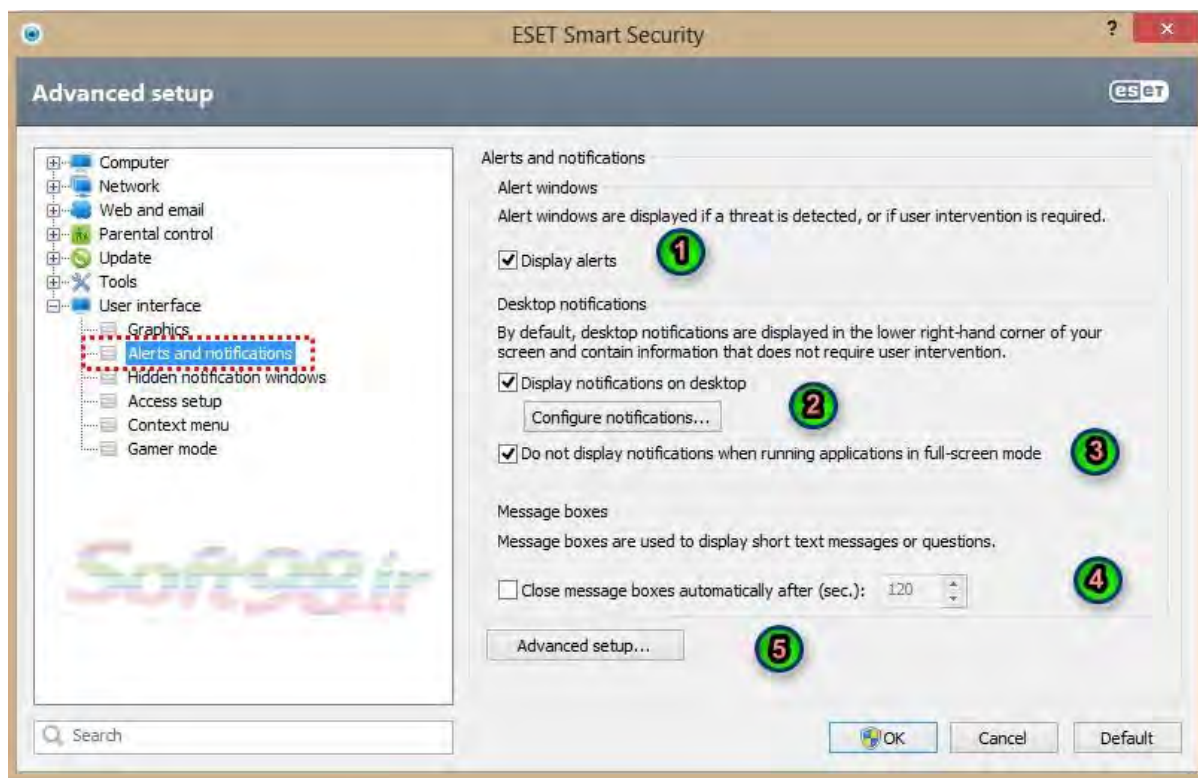 ESET Smart Security
?
×
Advanced setup
eset
Computer
Network
Web and email
Parental control
Update
Tools
User interface
Graphics
Alerts and notifications
Hidden notification windows
Access setup
Context menu
Gamer mode
Soft98.ir
Search
Alerts and notifications
Alert windows
Alert windows are displayed if a threat is detected, or if user intervention is required.
Display alerts
1
Desktop notifications
By default, desktop notifications are displayed in the lower right-hand corner of your
screen and contain information that does not require user intervention.
Display notifications on desktop
2
Configure notifications...
Do not display notifications when running applications in full-screen mode
3
Message boxes
Message boxes are used to display short text messages or questions.
4
Close message boxes automatically after (sec.): 120
Advanced setup...
5
OK
Cancel
Default